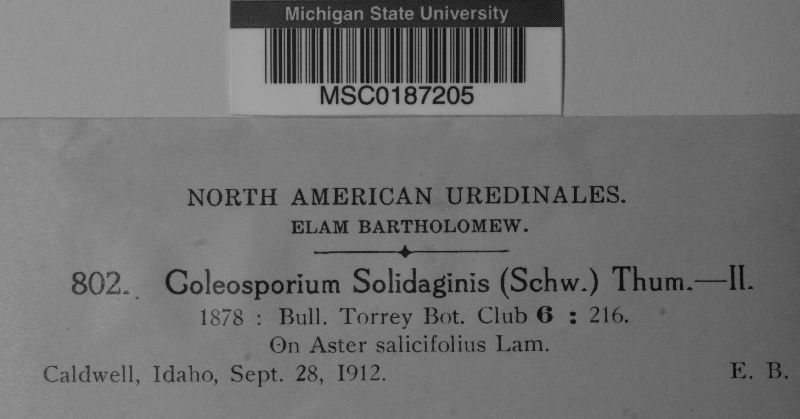 Michigan State University
MSC0187205
NORTH AMERICAN UREDINALES.
ELAM BARTHOLOMEW.
802. Coleosporium Solidaginis (Schw.) Thum.—II.
1878 : Bull. Torrey Bot. Club 6 : 216.
On Aster salicifolius Lam.
Caldwell, Idaho, Sept. 28, 1912. E. B.